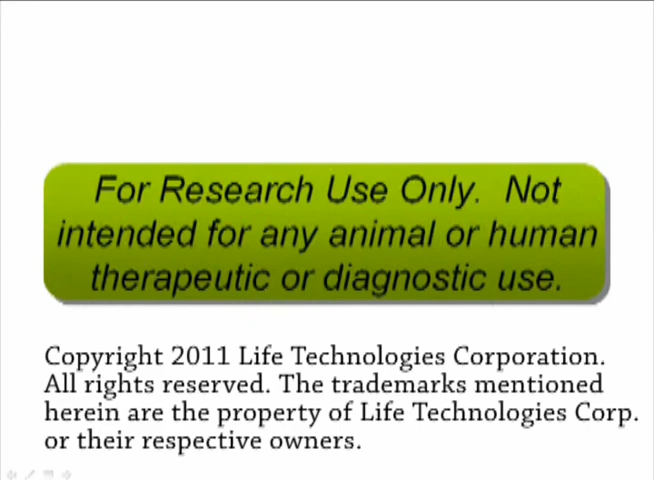 For Research Use Only.  Not
intended for any animal or human
therapeutic or diagnostic use.
Copyright 2011 Life Technologies Corporation.
All rights reserved. The trademarks mentioned
herein are the property of Life Technologies Corp.
or their respective owners.